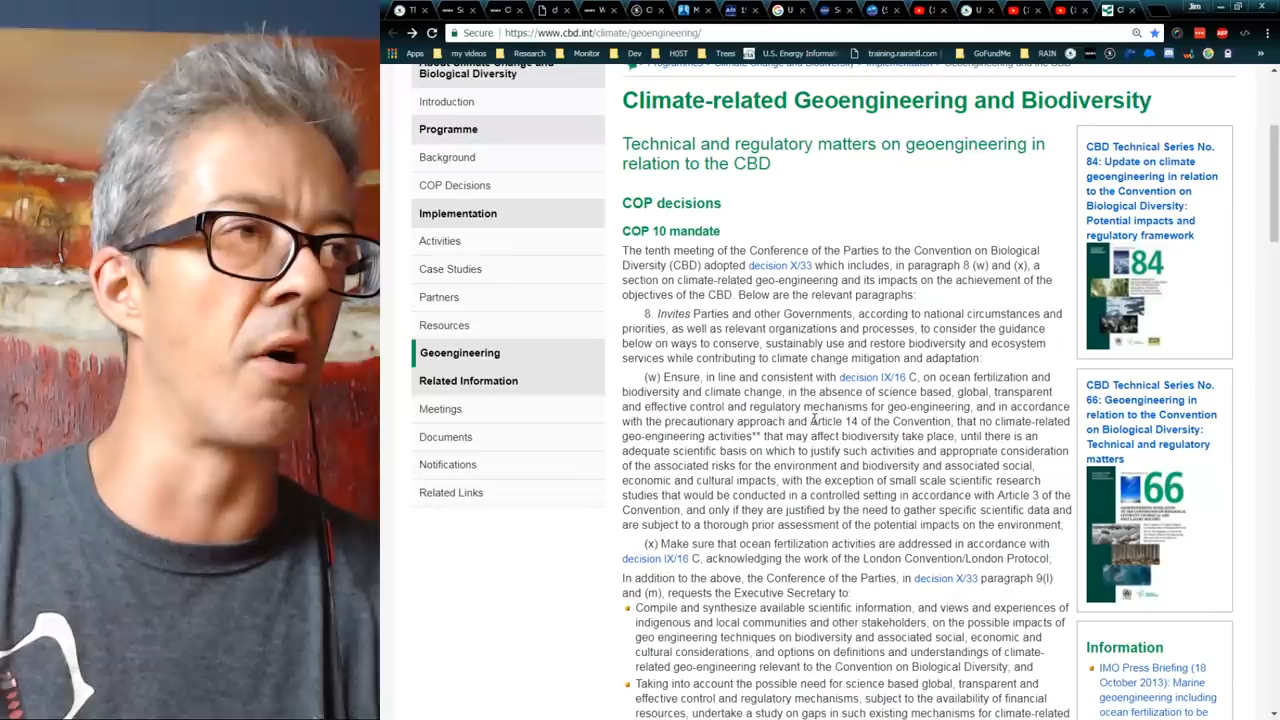 Jim
Secure | https://www.cbd.int/climate/geoengineering/
Apps my videos Research Monitor Dev H0ST Trees U.S. Energy Informati training.rainintl.com GoFundMe RAIN
About Climate Change and
Biological Diversity
Introduction
Programme
Background
COP Decisions
Implementation
Activities
Case Studies
Partners
Resources
Geoengineering
Related Information
Meetings
Documents
Notifications
Related Links
Climate-related Geoengineering and Biodiversity
Technical and regulatory matters on geoengineering in
relation to the CBD
COP decisions
COP 10 mandate
The tenth meeting of the Conference of the Parties to the Convention on Biological
Diversity (CBD) adopted decision X/33 which includes, in paragraph 8 (w) and (x), a
section on climate-related geo-engineering and its impacts on the achievement of the
objectives of the CBD. Below are the relevant paragraphs:
8. Invites Parties and other Governments, according to national circumstances and
priorities, as well as relevant organizations and processes, to consider the guidance
below on ways to conserve, sustainably use and restore biodiversity and ecosystem
services while contributing to climate change mitigation and adaptation:
(w) Ensure, in line and consistent with decision IX/16 C, on ocean fertilization and
biodiversity and climate change, in the absence of science based, global, transparent
and effective control and regulatory mechanisms for geo-engineering, and in accordance
with the precautionary approach and Article 14 of the Convention, that no climate-related
geo-engineering activities** that may affect biodiversity take place, until there is an
adequate scientific basis on which to justify such activities and appropriate consideration
of the associated risks for the environment and biodiversity and associated social,
economic and cultural impacts, with the exception of small scale scientific research
studies that would be conducted in a controlled setting in accordance with Article 3 of the
Convention, and only if they are justified by the need to gather specific scientific data and
are subject to a thorough prior assessment of the potential impacts on the environment;
(x) Make sure that ocean fertilization activities are addressed in accordance with
decision IX/16 C, acknowledging the work of the London Convention/London Protocol;
In addition to the above, the Conference of the Parties, in decision X/33 paragraph 9(l)
and (m), requests the Executive Secretary to:
Compile and synthesize available scientific information, and views and experiences of
indigenous and local communities and other stakeholders, on the possible impacts of
geo engineering techniques on biodiversity and associated social, economic and
cultural considerations, and options on definitions and understandings of climate-
related geo-engineering relevant to the Convention on Biological Diversity; and
Taking into account the possible need for science based global, transparent and
effective control and regulatory mechanisms, subject to the availability of financial
resources, undertake a study on gaps in such existing mechanisms for climate-related
CBD Technical Series No.
84: Update on climate
geoengineering in relation
to the Convention on
Biological Diversity:
Potential impacts and
regulatory framework
84
CBD Technical Series No.
66: Geoengineering in
relation to the Convention
on Biological Diversity:
Technical and regulatory
matters
66
Information
IMO Press Briefing (18
October 2013): Marine
geoengineering including
ocean fertilization to be